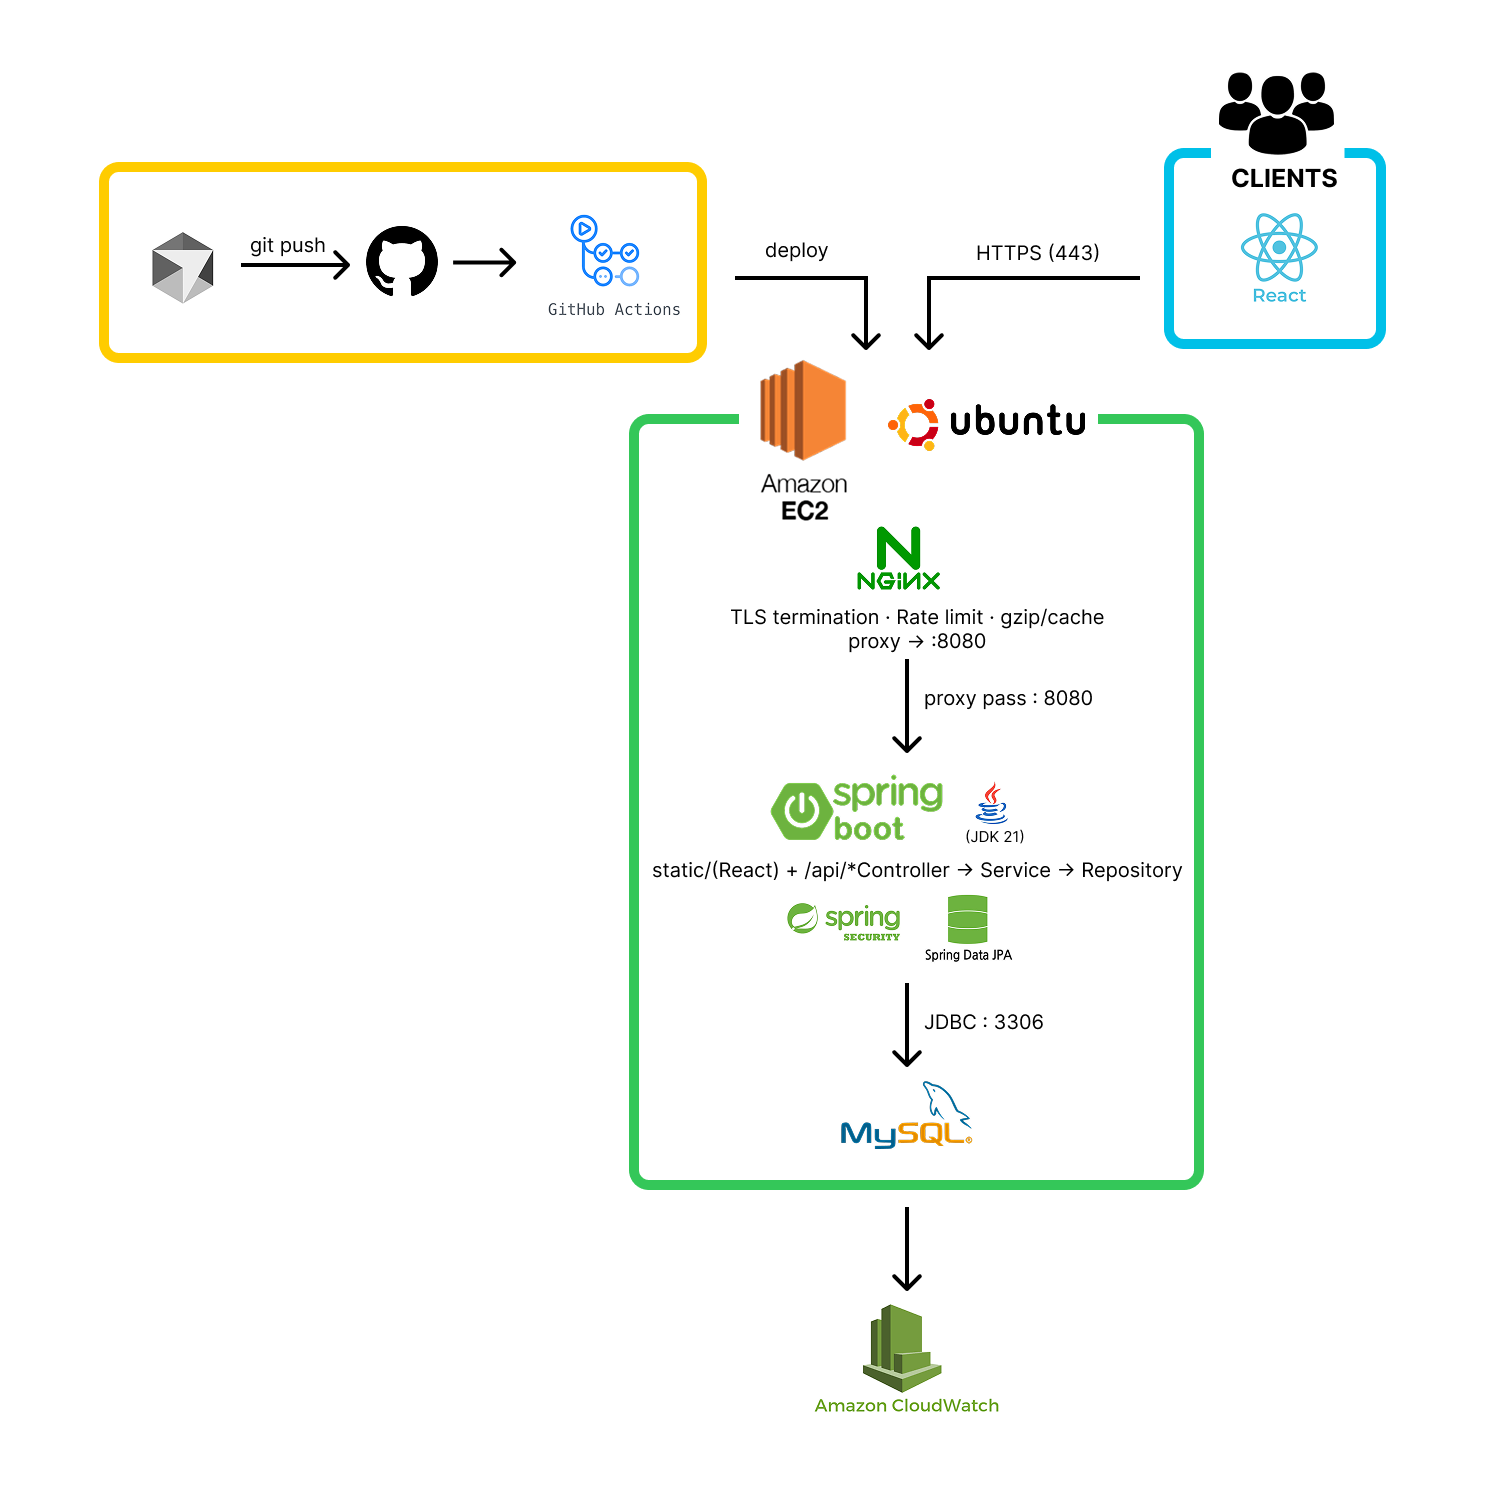 CLIENTS
React
git push
GitHub Actions
deploy
HTTPS (443)
Amazon
EC2
ubuntu
NGINX
TLS termination · Rate limit · gzip/cache
proxy → :8080
proxy pass : 8080
spring
boot
(JDK 21)
static/(React) + /api/*Controller → Service → Repository
spring
SECURITY
Spring Data JPA
JDBC : 3306
MySQL®
Amazon CloudWatch